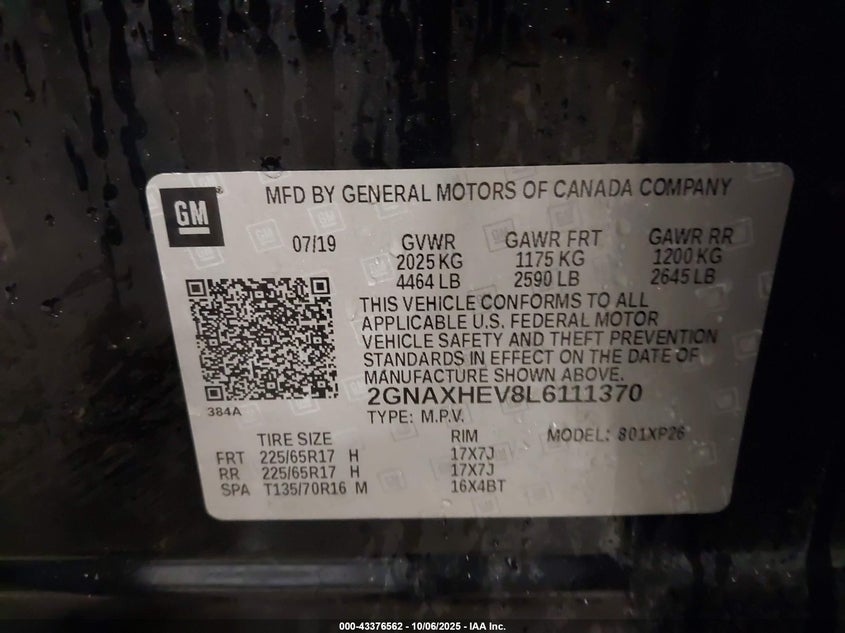 GM
MFD BY GENERAL MOTORS OF CANADA COMPANY
07/19 GVWR GAWR FRT GAWR RR
2025 KG 1175 KG 1200 KG
4464 LB 2590 LB 2645 LB
THIS VEHICLE CONFORMS TO ALL
APPLICABLE U.S. FEDERAL MOTOR
VEHICLE SAFETY AND THEFT PREVENTION
STANDARDS IN EFFECT ON THE DATE OF
MANUFACTURE SHOWN ABOVE.
2GNAXHEV8L6111370
384A
TYPE: M.P.V.
TIRE SIZE RIM MODEL: 801XP26
FRT 225/65R17 H 17X7J
RR 225/65R17 H 17X7J
SPA T135/70R16 M 16X4BT
000-43376562 - 10/06/2025 - IAA Inc.